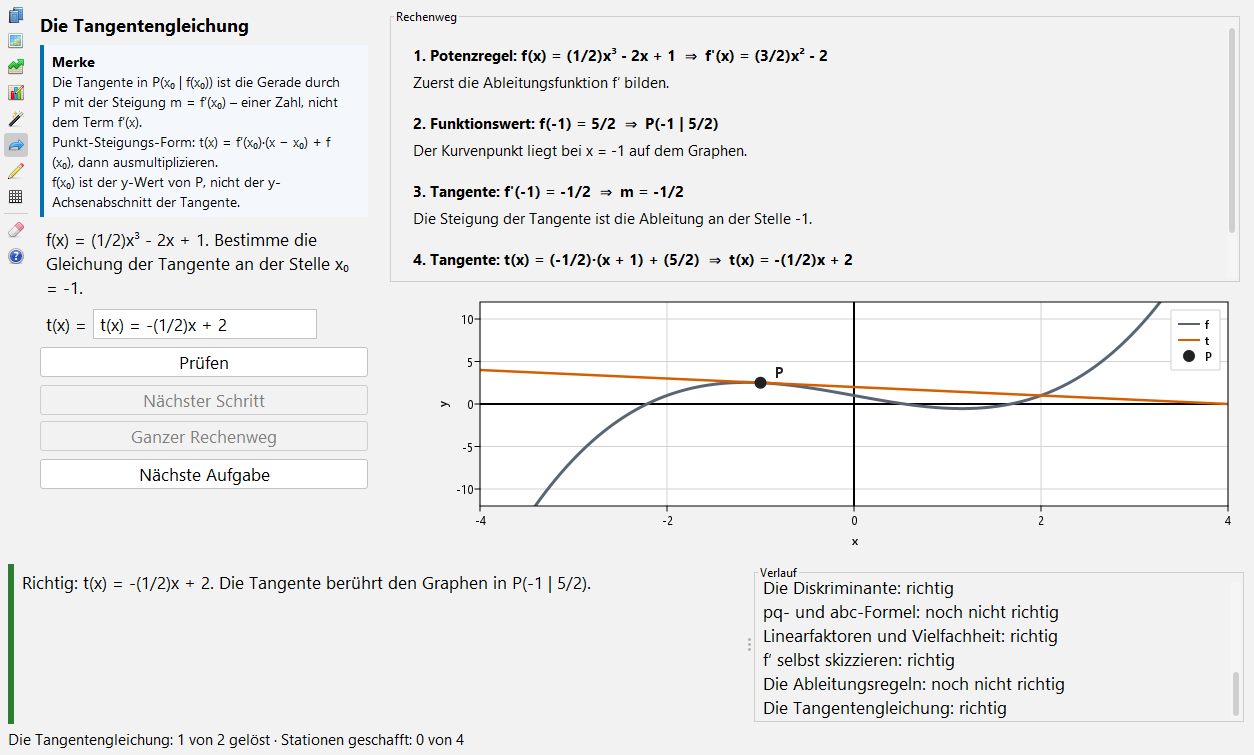 Die Tangentengleichung
Merke
Die Tangente in P(x₀ | f(x₀)) ist die Gerade durch
P mit der Steigung m = f′(x₀) – einer Zahl, nicht
dem Term f′(x).
Punkt-Steigungs-Form: t(x) = f′(x₀)·(x − x₀) + f
(x₀), dann ausmultiplizieren.
f(x₀) ist der y-Wert von P, nicht der y-
Achsenabschnitt der Tangente.
f(x) = (1/2)x³ - 2x + 1. Bestimme die
Gleichung der Tangente an der Stelle x₀
= -1.
t(x) = t(x) = -(1/2)x + 2
Prüfen
Nächster Schritt
Ganzer Rechenweg
Nächste Aufgabe
Rechenweg
1. Potenzregel: f(x) = (1/2)x³ - 2x + 1 ⇒ f′(x) = (3/2)x² - 2
Zuerst die Ableitungsfunktion f′ bilden.
2. Funktionswert: f(-1) = 5/2 ⇒ P(-1 | 5/2)
Der Kurvenpunkt liegt bei x = -1 auf dem Graphen.
3. Tangente: f′(-1) = -1/2 ⇒ m = -1/2
Die Steigung der Tangente ist die Ableitung an der Stelle -1.
4. Tangente: t(x) = (-1/2)·(x + 1) + (5/2) ⇒ t(x) = -(1/2)x + 2
10
5
0
-5
-10
y
P
f
t
P
-4
-2
0
2
4
x
Richtig: t(x) = -(1/2)x + 2. Die Tangente berührt den Graphen in P(-1 | 5/2).
Verlauf
Die Diskriminante: richtig
pq- und abc-Formel: noch nicht richtig
Linearfaktoren und Vielfachheit: richtig
f′ selbst skizzieren: richtig
Die Ableitungsregeln: noch nicht richtig
Die Tangentengleichung: richtig
Die Tangentengleichung: 1 von 2 gelöst · Stationen geschafft: 0 von 4